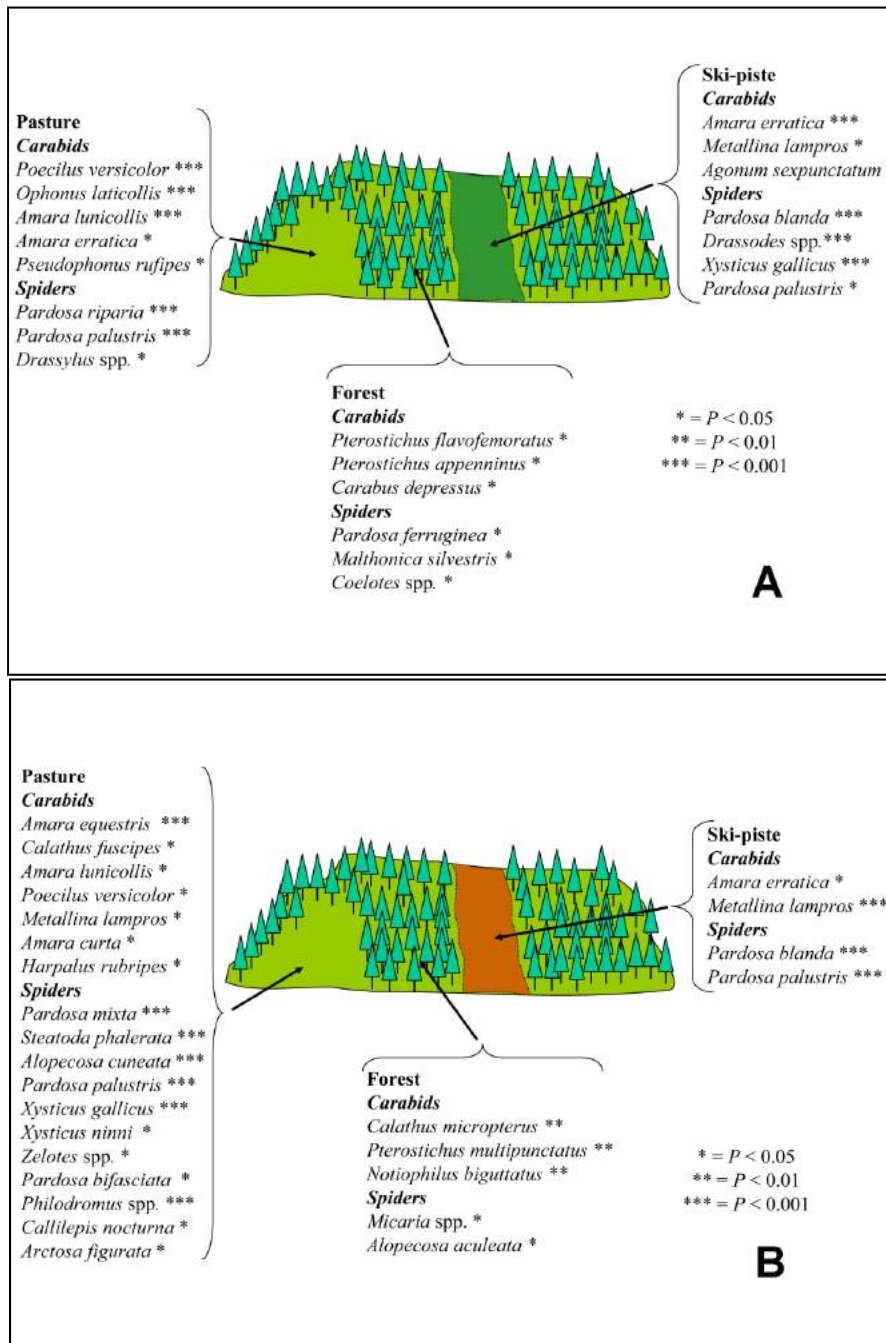 Pasture
Carabids
Poecilus versicolor ***
Ophonus laticollis ***
Amara lunicollis ***
Amara erratica *
Pseudophonus rufipes *
Spiders
Pardosa riparia ***
Pardosa palustris ***
Drassylus spp. *
Ski-piste
Carabids
Amara erratica ***
Metallina lampros *
Agonum sexpunctatum
Spiders
Pardosa blanda ***
Drassodes spp.***
Xysticus gallicus ***
Pardosa palustris *
Forest
Carabids
Pterostichus flavofemoratus *
Pterostichus appenninus *
Carabus depressus *
Spiders
Pardosa ferruginea *
Malthonica silvestris *
Coelotes spp. *
* = P < 0.05
** = P < 0.01
*** = P < 0.001
A
Pasture
Carabids
Amara equestris ***
Calathus fuscipes *
Amara lunicollis *
Poecilus versicolor *
Metallina lampros *
Amara curta *
Harpalus rubripes *
Spiders
Pardosa mixta ***
Steatoda phalerata ***
Alopecosa cuneata ***
Pardosa palustris ***
Xysticus gallicus ***
Xysticus ninni *
Zelotes spp. *
Pardosa bifasciata *
Philodromus spp. ***
Callilepis nocturna *
Arctosa figurata *
Ski-piste
Carabids
Amara erratica *
Metallina lampros ***
Spiders
Pardosa blanda ***
Pardosa palustris ***
Forest
Carabids
Calathus micropterus **
Pterostichus multipunctatus **
Notiophilus biguttatus **
Spiders
Micaria spp. *
Alopecosa aculeata *
* = P < 0.05
** = P < 0.01
*** = P < 0.001
B